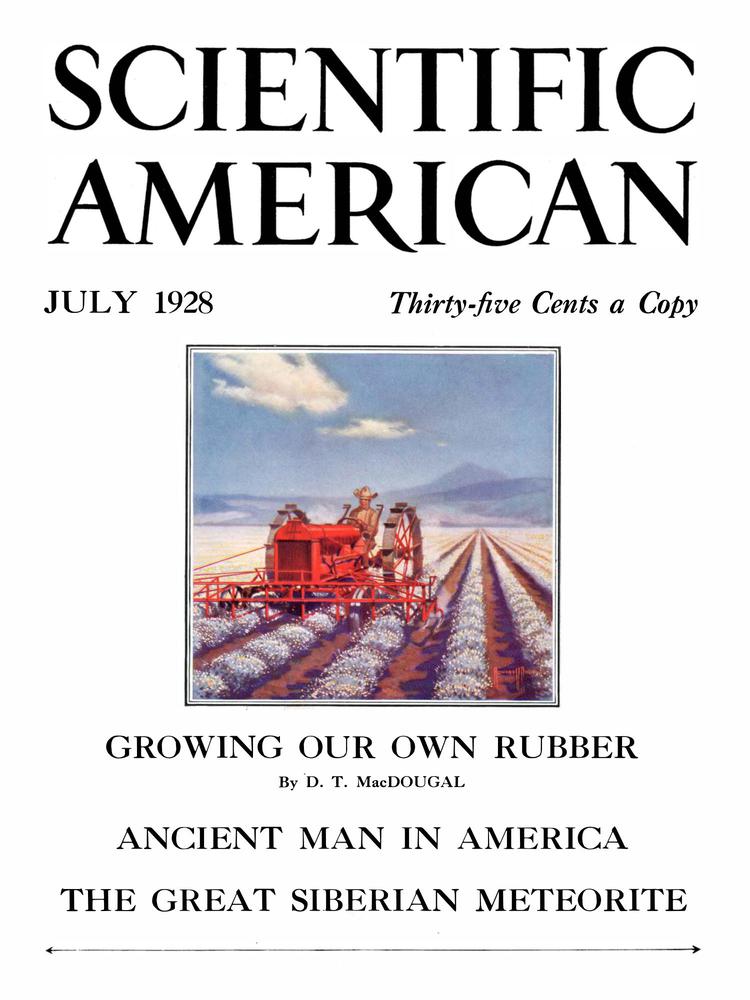 SCIENTIFIC
AMERICAN
JULY 1928
Thirty-five Cents a Copy
GROWING OUR OWN RUBBER
By D. T. MacDOUGAL
ANCIENT MAN IN AMERICA
THE GREAT SIBERIAN METEORITE